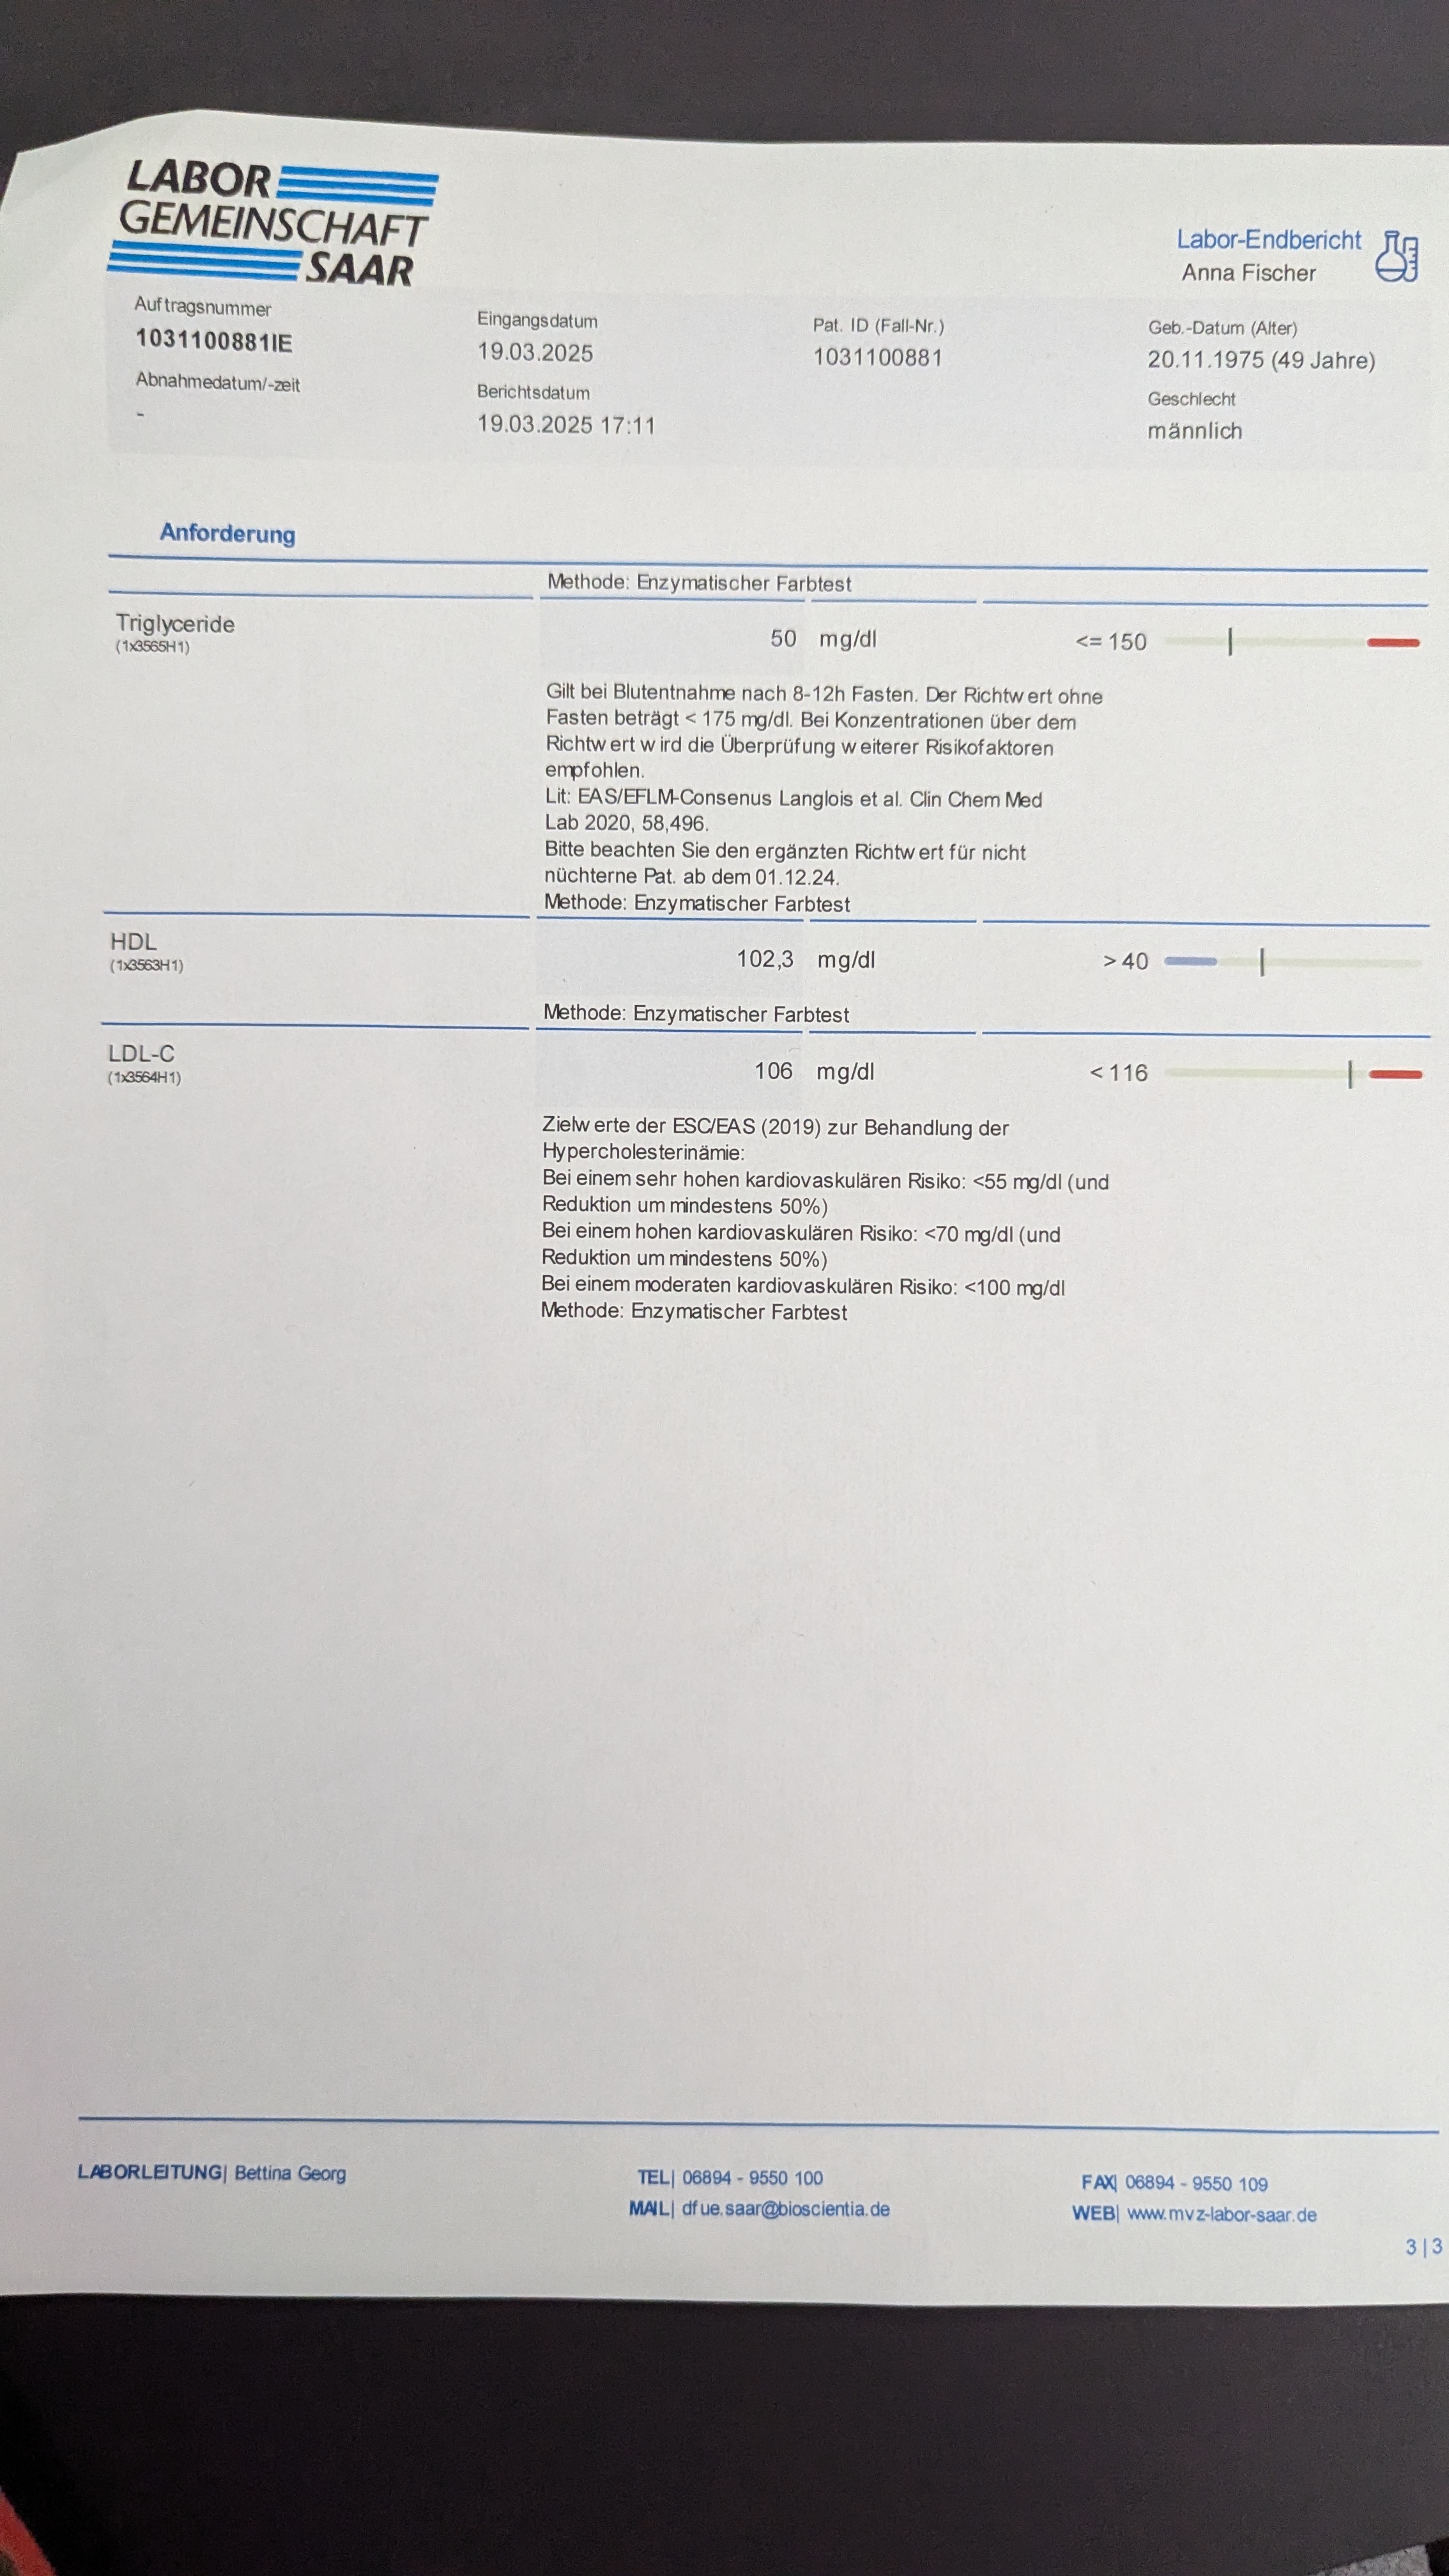 LABOR
GEMEINSCHAFT
SAAR
Labor-Endbericht
Anna Fischer
Auftragsnummer
1031100881IE
Abnahmedatum/-zeit
-
Eingangsdatum
19.03.2025
Berichtsdatum
19.03.2025 17:11
Pat. ID (Fall-Nr.)
1031100881
Geb.-Datum (Alter)
20.11.1975 (49 Jahre)
Geschlecht
männlich
Anforderung
Methode: Enzymatischer Farbtest
Triglyceride 50 mg/dl <= 150
(1x3565H1)
Gilt bei Blutentnahme nach 8-12h Fasten. Der Richtwert ohne
Fasten beträgt < 175 mg/dl. Bei Konzentrationen über dem
Richtwert wird die Überprüfung weiterer Risikofaktoren
empfohlen.
Lit: EAS/EFLM-Consenus Langlois et al. Clin Chem Med
Lab 2020, 58,496.
Bitte beachten Sie den ergänzten Richtwert für nicht
nüchterne Pat. ab dem 01.12.24.
Methode: Enzymatischer Farbtest
HDL 102,3 mg/dl > 40
(1x3563H1)
Methode: Enzymatischer Farbtest
LDL-C 106 mg/dl < 116
(1x3564H1)
Zielwerte der ESC/EAS (2019) zur Behandlung der
Hypercholesterinämie:
Bei einem sehr hohen kardiovaskulären Risiko: <55 mg/dl (und
Reduktion um mindestens 50%)
Bei einem hohen kardiovaskulären Risiko: <70 mg/dl (und
Reduktion um mindestens 50%)
Bei einem moderaten kardiovaskulären Risiko: <100 mg/dl
Methode: Enzymatischer Farbtest
LABORLEITUNG| Bettina Georg
TEL| 06894 - 9550 100
MAIL| dfue.saar@bioscientia.de
FAX| 06894 - 9550 109
WEB| www.mvz-labor-saar.de
3 | 3